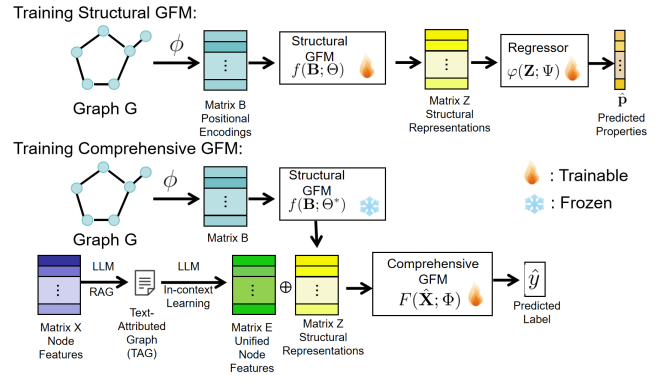 Training Structural GFM:
ϕ
Graph G
Matrix B
Positional
Encodings
Structural
GFM
f(B; Θ)
Matrix Z
Structural
Representations
Regressor
φ(Z; Ψ)
p̂
Predicted
Properties
Training Comprehensive GFM:
ϕ
Graph G
Matrix B
Structural
GFM
f(B; Θ*)
: Trainable
: Frozen
Matrix X
Node
Features
LLM
RAG
Text-
Attributed
Graph
(TAG)
LLM
In-context
Learning
Matrix E
Unified
Node
Features
⊕
Matrix Z
Structural
Representations
Comprehensive
GFM
F(X̂; Φ)
ŷ
Predicted
Label